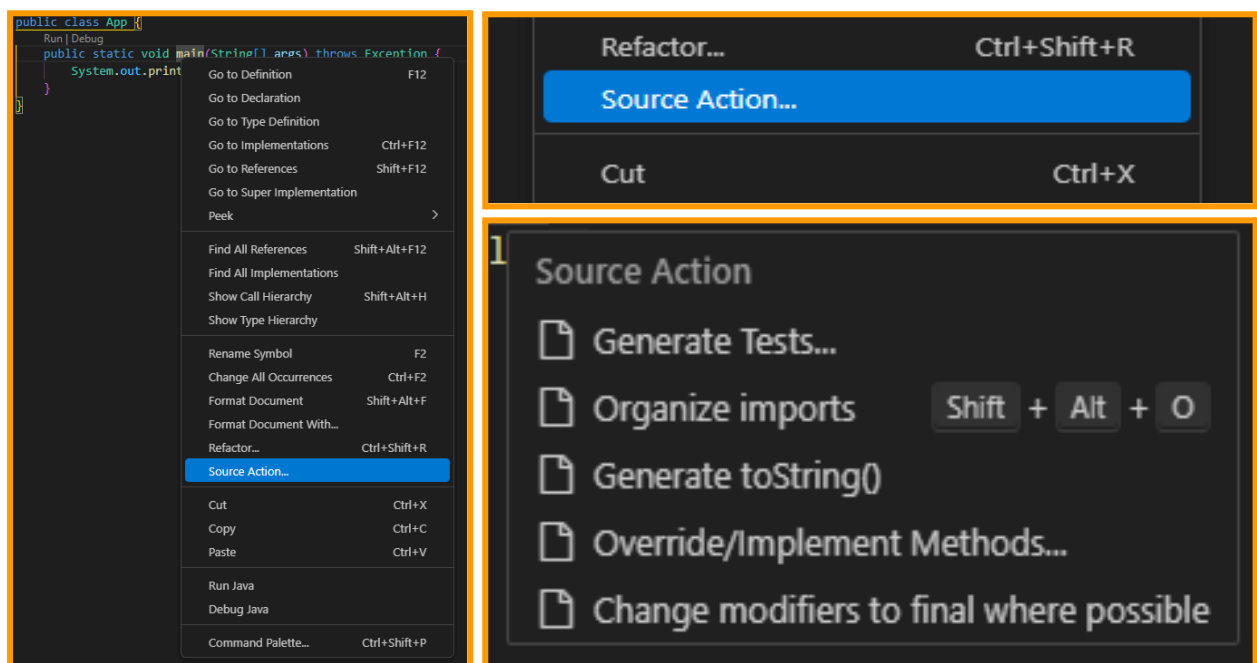 public class App {
Run | Debug
public static void main(String[] args) throws Exception {
System.out.print
}
}
Go to Definition F12
Go to Declaration
Go to Type Definition
Go to Implementations Ctrl+F12
Go to References Shift+F12
Go to Super Implementation
Peek >
Find All References Shift+Alt+F12
Find All Implementations
Show Call Hierarchy Shift+Alt+H
Show Type Hierarchy
Rename Symbol F2
Change All Occurrences Ctrl+F2
Format Document Shift+Alt+F
Format Document With...
Refactor... Ctrl+Shift+R
Source Action...
Cut Ctrl+X
Copy Ctrl+C
Paste Ctrl+V
Run Java
Debug Java
Command Palette... Ctrl+Shift+P
Refactor... Ctrl+Shift+R
Source Action...
Cut Ctrl+X
Source Action
Generate Tests...
Organize imports Shift + Alt + O
Generate toString()
Override/Implement Methods...
Change modifiers to final where possible